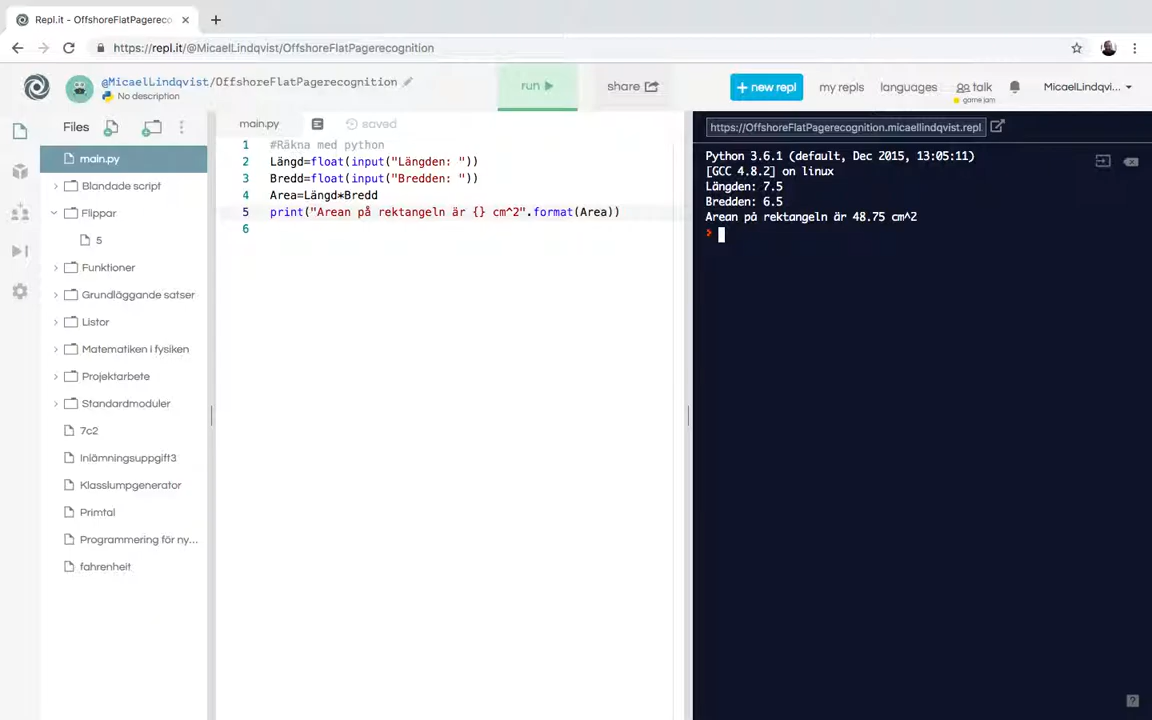 Repl.it - OffshoreFlatPagereco
https://repl.it/@MicaelLindqvist/OffshoreFlatPagerecognition
@MicaelLindqvist/OffshoreFlatPagerecognition
No description
run
share
+ new repl
my repls
languages
talk
game jam
MicaelLindqvi...
Files
main.py
Blandade script
Flippar
5
Funktioner
Grundläggande satser
Listor
Matematiken i fysiken
Projektarbete
Standardmoduler
7c2
Inlämningsuppgift3
Klasslumpgenerator
Primtal
Programmering för ny...
fahrenheit
main.py
saved
1 #Räkna med python
2 Längd=float(input("Längden: "))
3 Bredd=float(input("Bredden: "))
4 Area=Längd*Bredd
5 print("Arean på rektangeln är {} cm^2".format(Area))
6
https://OffshoreFlatPagerecognition.micaellindqvist.repl
Python 3.6.1 (default, Dec 2015, 13:05:11)
[GCC 4.8.2] on linux
Längden: 7.5
Bredden: 6.5
Arean på rektangeln är 48.75 cm^2
>
?